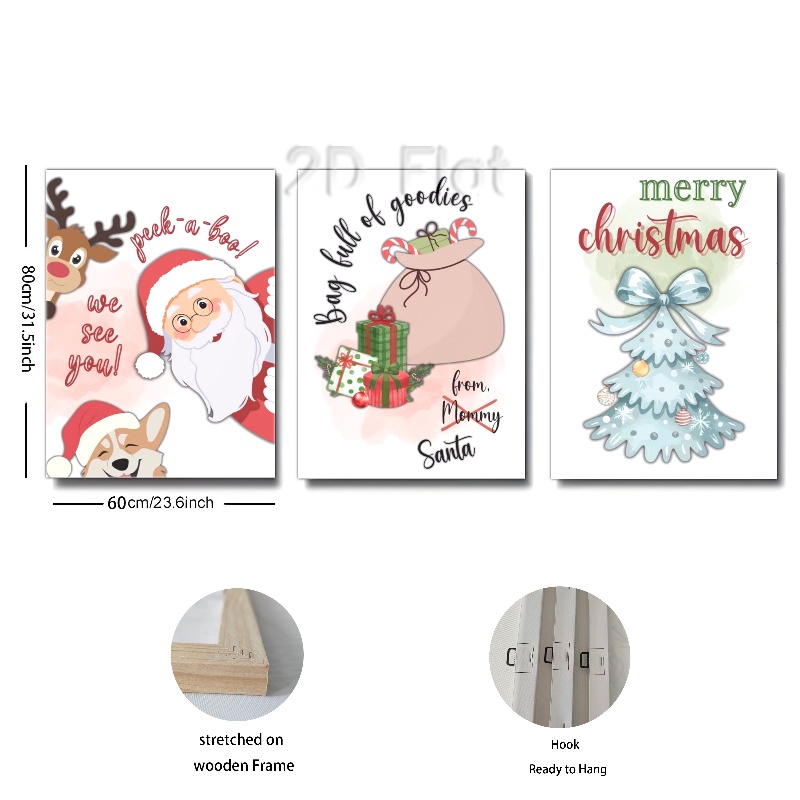 2D Flat
80cm/31.5inch
peek-a-boo!
we
see
you!
Bag full of goodies
from,
Mommy
Santa
merry
christmas
60cm/23.6inch
stretched on
wooden Frame
Hook
Ready to Hang